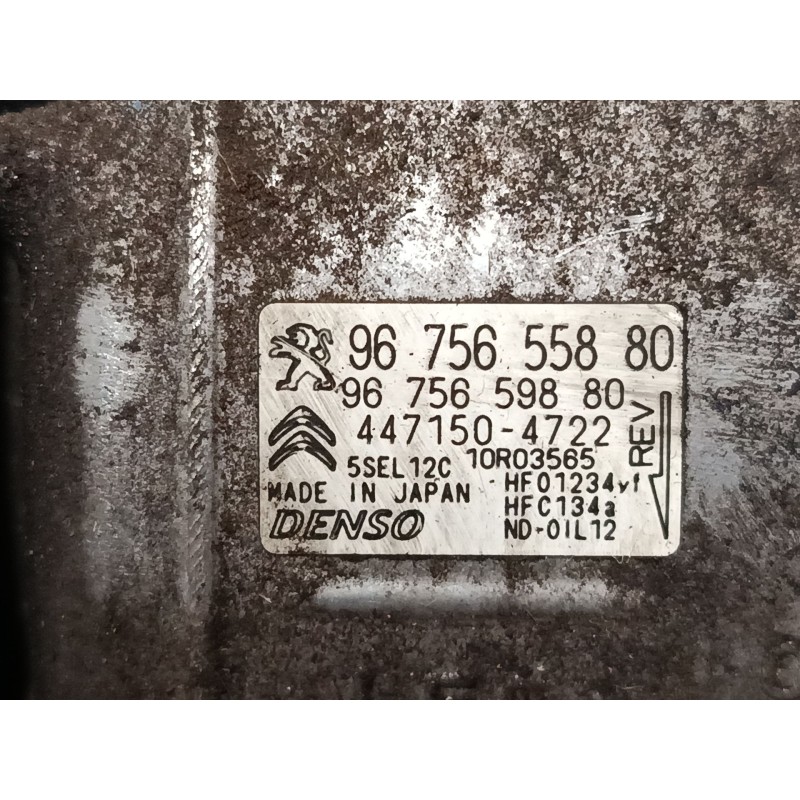 96 756 558 80
96 756 598 80
447150-4722
5SEL12C 10R03565
MADE IN JAPAN HFO1234yf
HFC134a
DENSO ND-OIL12
REV